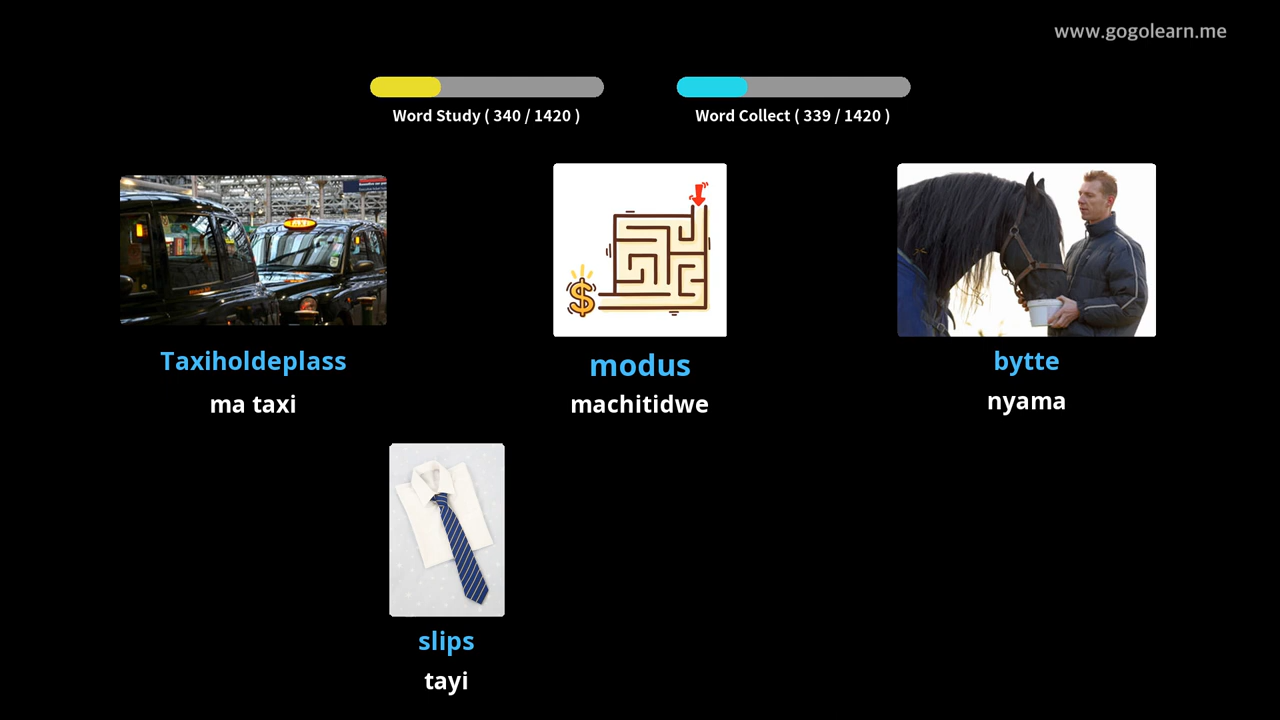 www.gogolearn.me
Word Study ( 340 / 1420 )
Word Collect ( 339 / 1420 )
TAXI
Taxiholdeplass
modus
bytte
ma taxi
machitidwe
nyama
$
slips
tayi